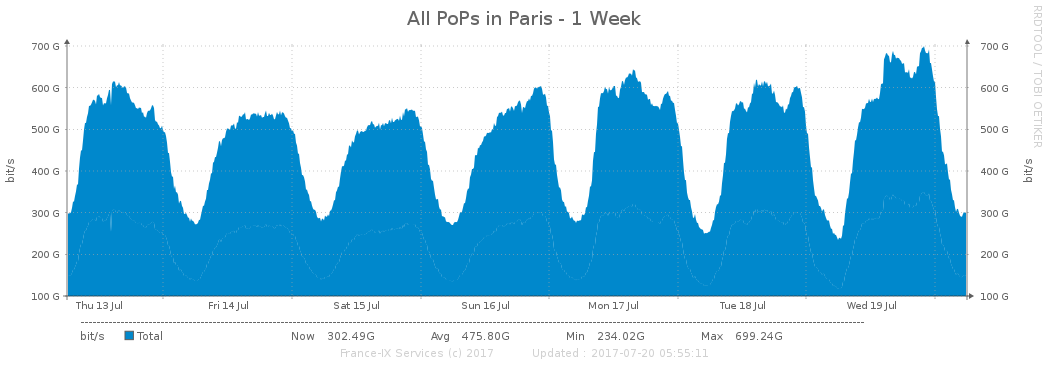 All PoPs in Paris - 1 Week
RRDTOOL / TOBI OETIKER
700 G 700 G
600 G 600 G
500 G 500 G
400 G 400 G
300 G 300 G
200 G 200 G
100 G 100 G
bit/s bit/s
Thu 13 Jul Fri 14 Jul Sat 15 Jul Sun 16 Jul Mon 17 Jul Tue 18 Jul Wed 19 Jul
bit/s Total Now 302.49G Avg 475.80G Min 234.02G Max 699.24G
France-IX Services (c) 2017 Updated : 2017-07-20 05:55:11